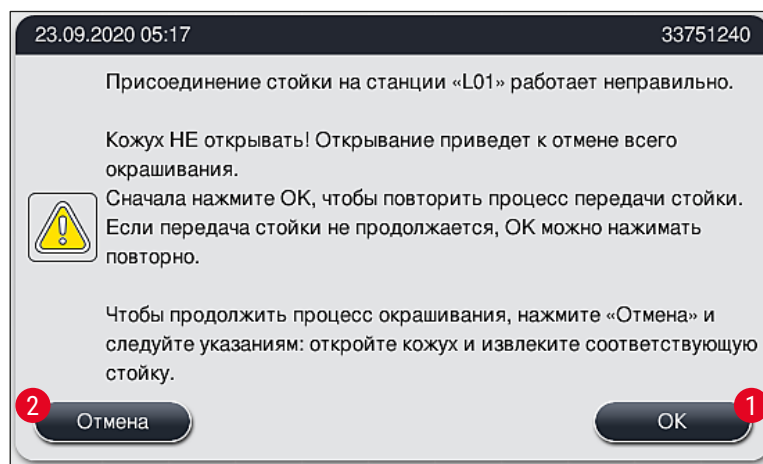 23.09.2020 05:17 33751240
Присоединение стойки на станции «L01» работает неправильно.
Кожух НЕ открывать! Открывание приведет к отмене всего
окрашивания.
Сначала нажмите OK, чтобы повторить процесс передачи стойки.
Если передача стойки не продолжается, OK можно нажимать
повторно.
Чтобы продолжить процесс окрашивания, нажмите «Отмена» и
следуйте указаниям: откройте кожух и извлеките соответствующую
стойку.
2 1
Отмена OK